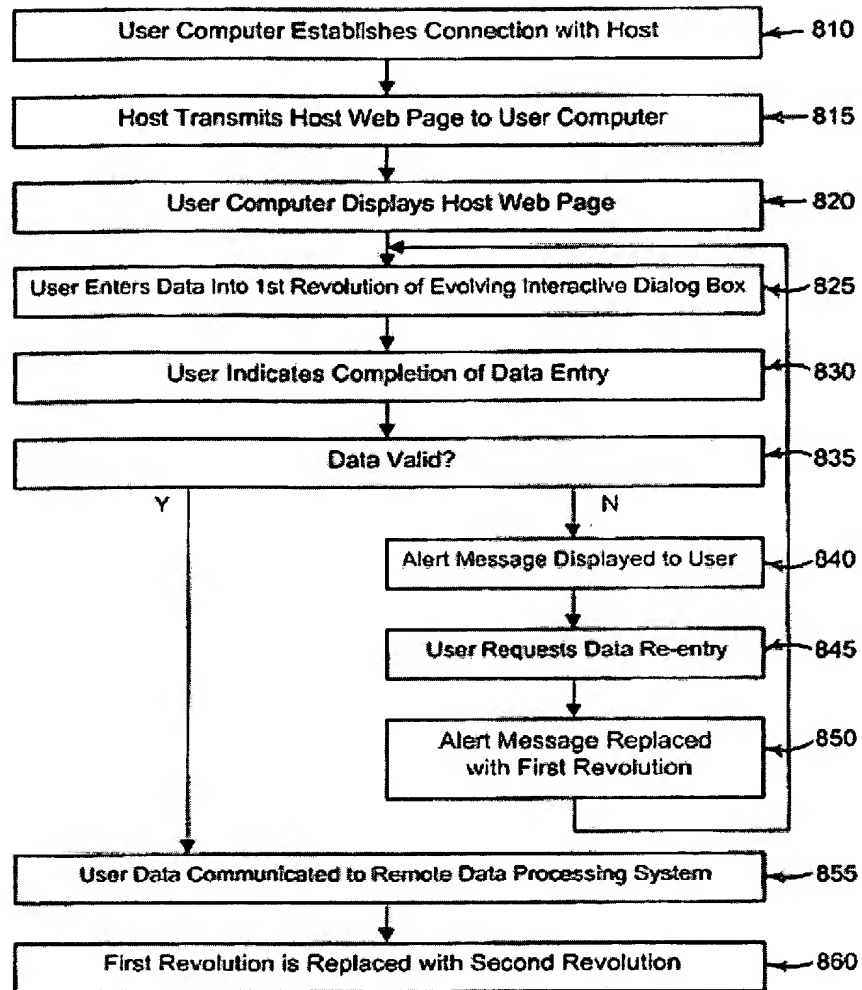 User Computer Establishes Connection with Host
810
Host Transmits Host Web Page to User Computer
815
User Computer Displays Host Web Page
820
User Enters Data Into 1st Revolution of Evolving Interactive Dialog Box
825
User Indicates Completion of Data Entry
830
Data Valid?
835
Y
N
Alert Message Displayed to User
840
User Requests Data Re-entry
845
Alert Message Replaced
with First Revolution
850
User Data Communicated to Remote Data Processing System
855
First Revolution is Replaced with Second Revolution
860